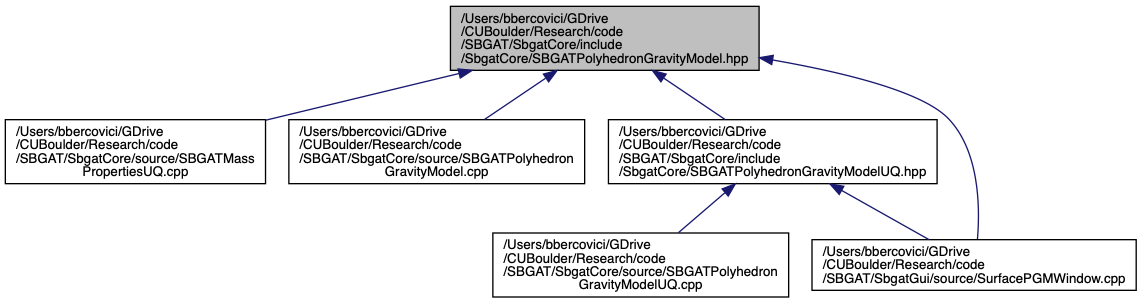 /Users/bbercovici/GDrive
/CUBoulder/Research/code
/SBGAT/SbgatCore/include
/SbgatCore/SBGATPolyhedronGravityModel.hpp
/Users/bbercovici/GDrive
/CUBoulder/Research/code
/SBGAT/SbgatCore/source/SBGATMass
PropertiesUQ.cpp
/Users/bbercovici/GDrive
/CUBoulder/Research/code
/SBGAT/SbgatCore/source/SBGATPolyhedron
GravityModel.cpp
/Users/bbercovici/GDrive
/CUBoulder/Research/code
/SBGAT/SbgatCore/include
/SbgatCore/SBGATPolyhedronGravityModelUQ.hpp
/Users/bbercovici/GDrive
/CUBoulder/Research/code
/SBGAT/SbgatCore/source/SBGATPolyhedron
GravityModelUQ.cpp
/Users/bbercovici/GDrive
/CUBoulder/Research/code
/SBGAT/SbgatGui/source/SurfacePGMWindow.cpp